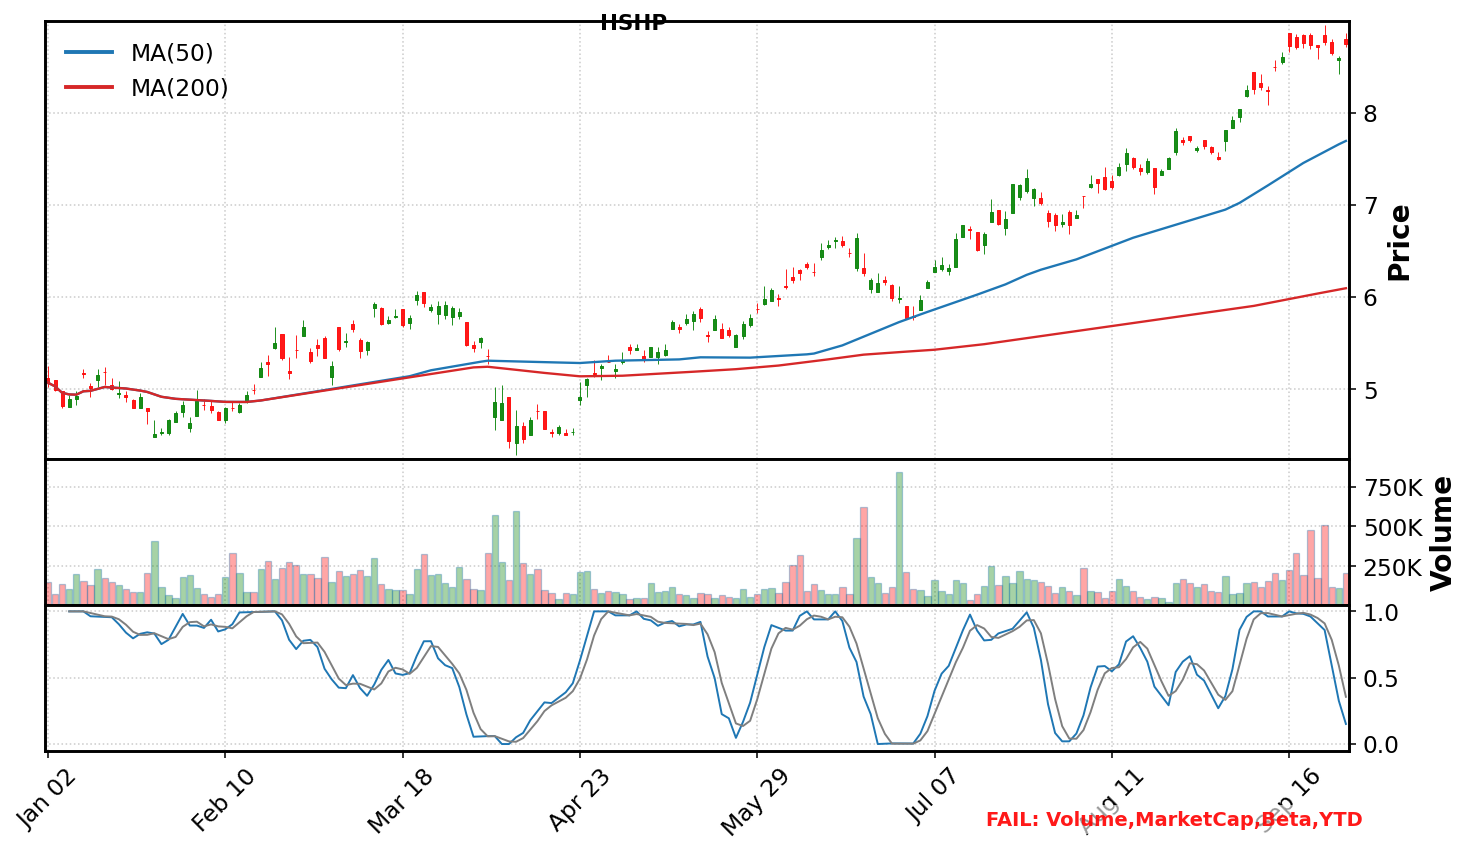 HSHP
MA(50)
MA(200)
8
7
6
5
Price
750K
500K
250K
Volume
1.0
0.5
0.0
Jan 02
Feb 10
Mar 18
Apr 23
May 29
Jul 07
Aug 11
Sep 16
FAIL: Volume,MarketCap,Beta,YTD